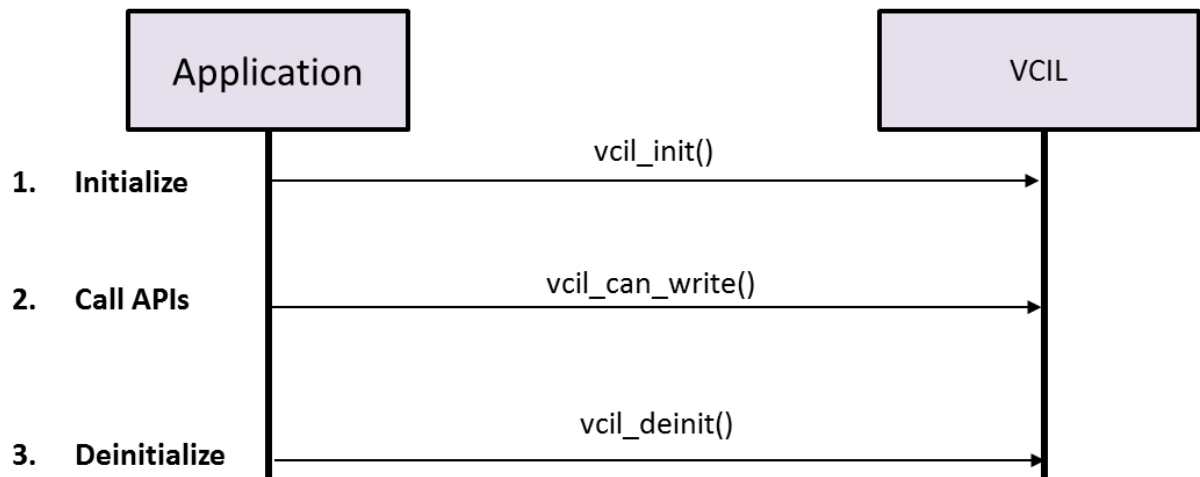 Application
VCIL
vcil_init()
1. Initialize
vcil_can_write()
2. Call APIs
vcil_deinit()
3. Deinitialize